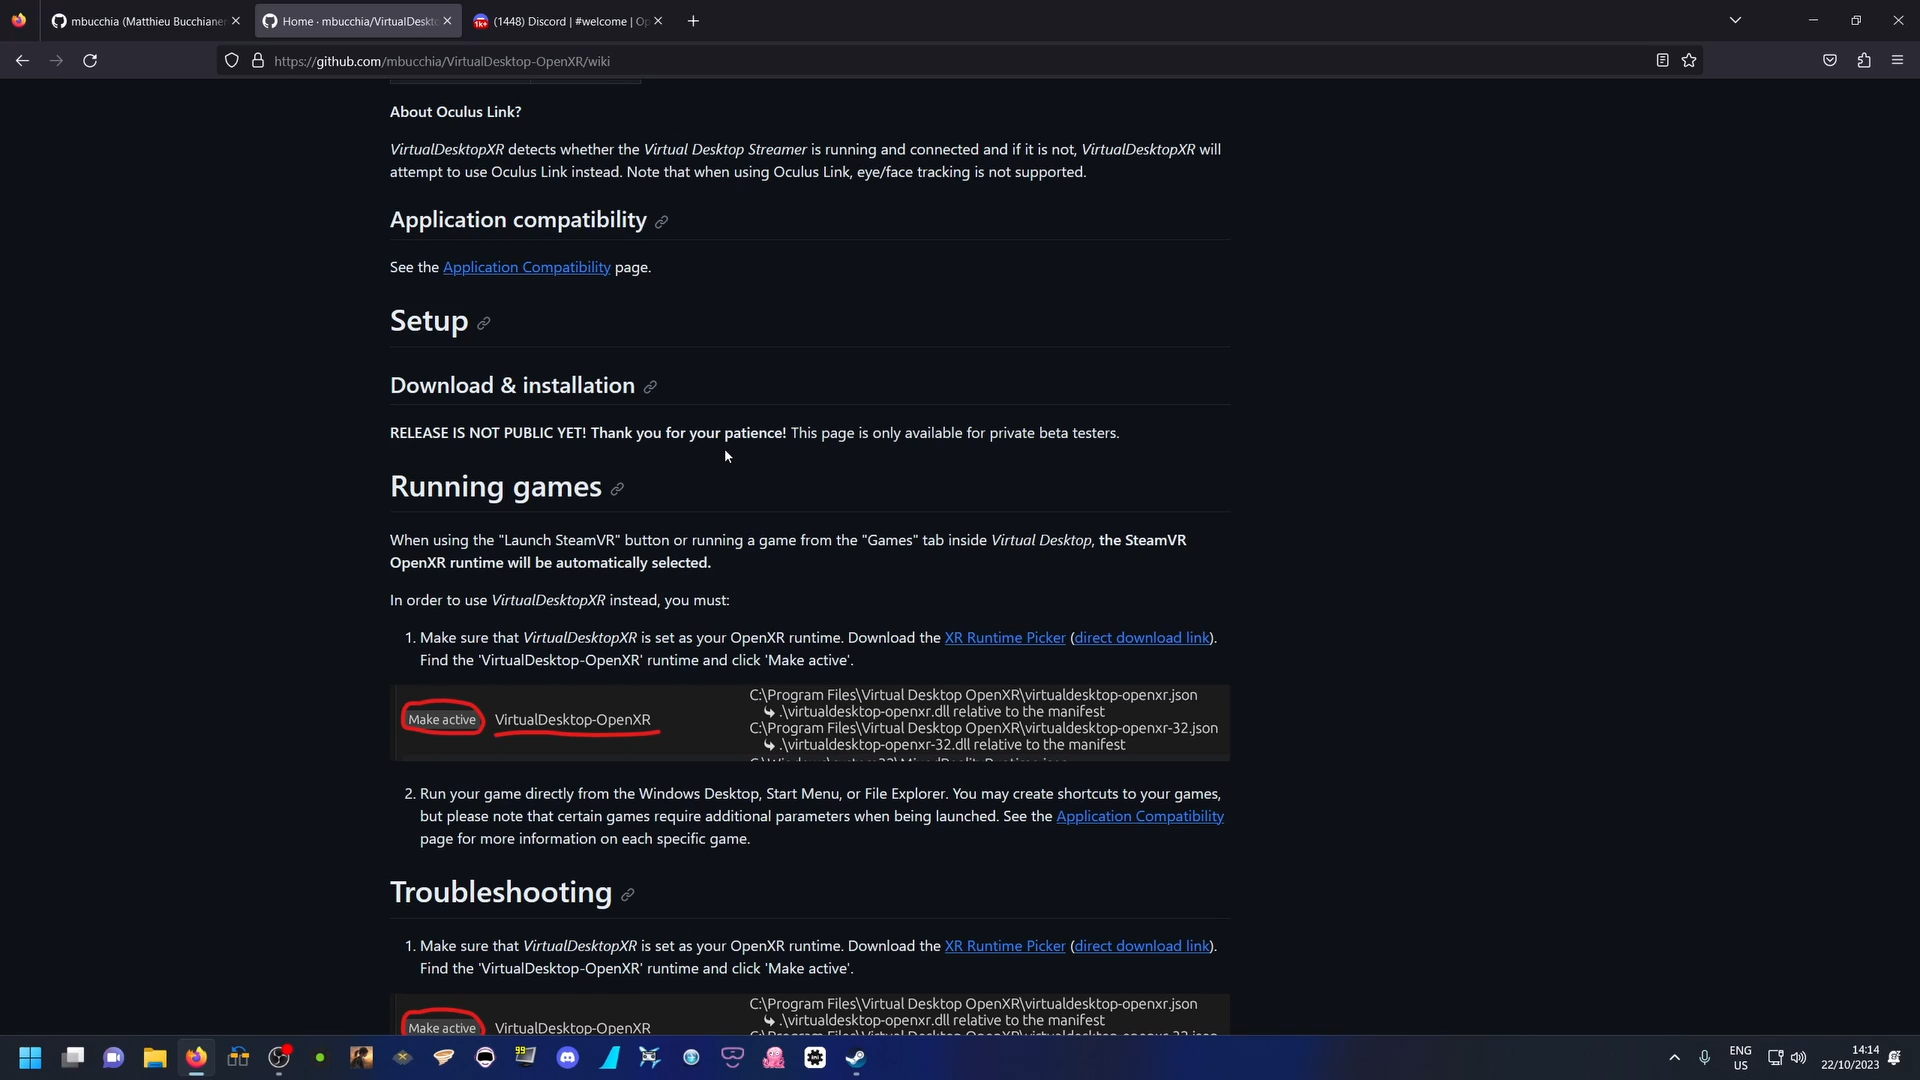 mbucchia (Matthieu Bucchianer
Home · mbucchia/VirtualDeskto
(1448) Discord | #welcome | Op
https://github.com/mbucchia/VirtualDesktop-OpenXR/wiki
About Oculus Link?
VirtualDesktopXR detects whether the Virtual Desktop Streamer is running and connected and if it is not, VirtualDesktopXR will
attempt to use Oculus Link instead. Note that when using Oculus Link, eye/face tracking is not supported.
Application compatibility
See the Application Compatibility page.
Setup
Download & installation
RELEASE IS NOT PUBLIC YET! Thank you for your patience! This page is only available for private beta testers.
Running games
When using the "Launch SteamVR" button or running a game from the "Games" tab inside Virtual Desktop, the SteamVR
OpenXR runtime will be automatically selected.
In order to use VirtualDesktopXR instead, you must:
1. Make sure that VirtualDesktopXR is set as your OpenXR runtime. Download the XR Runtime Picker (direct download link).
Find the 'VirtualDesktop-OpenXR' runtime and click 'Make active'.
Make active VirtualDesktop-OpenXR
C:\Program Files\Virtual Desktop OpenXR\virtualdesktop-openxr.json
.\virtualdesktop-openxr.dll relative to the manifest
C:\Program Files\Virtual Desktop OpenXR\virtualdesktop-openxr-32.json
.\virtualdesktop-openxr-32.dll relative to the manifest
2. Run your game directly from the Windows Desktop, Start Menu, or File Explorer. You may create shortcuts to your games,
but please note that certain games require additional parameters when being launched. See the Application Compatibility
page for more information on each specific game.
Troubleshooting
1. Make sure that VirtualDesktopXR is set as your OpenXR runtime. Download the XR Runtime Picker (direct download link).
Find the 'VirtualDesktop-OpenXR' runtime and click 'Make active'.
Make active VirtualDesktop-OpenXR
C:\Program Files\Virtual Desktop OpenXR\virtualdesktop-openxr.json
.\virtualdesktop-openxr.dll relative to the manifest
99
ENG
US
14:14
22/10/2023